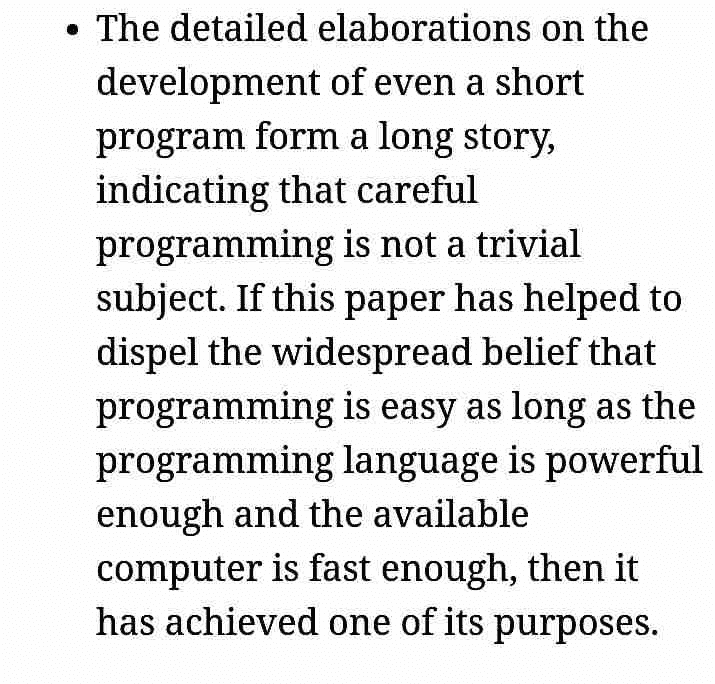 • The detailed elaborations on the
development of even a short
program form a long story,
indicating that careful
programming is not a trivial
subject. If this paper has helped to
dispel the widespread belief that
programming is easy as long as the
programming language is powerful
enough and the available
computer is fast enough, then it
has achieved one of its purposes.